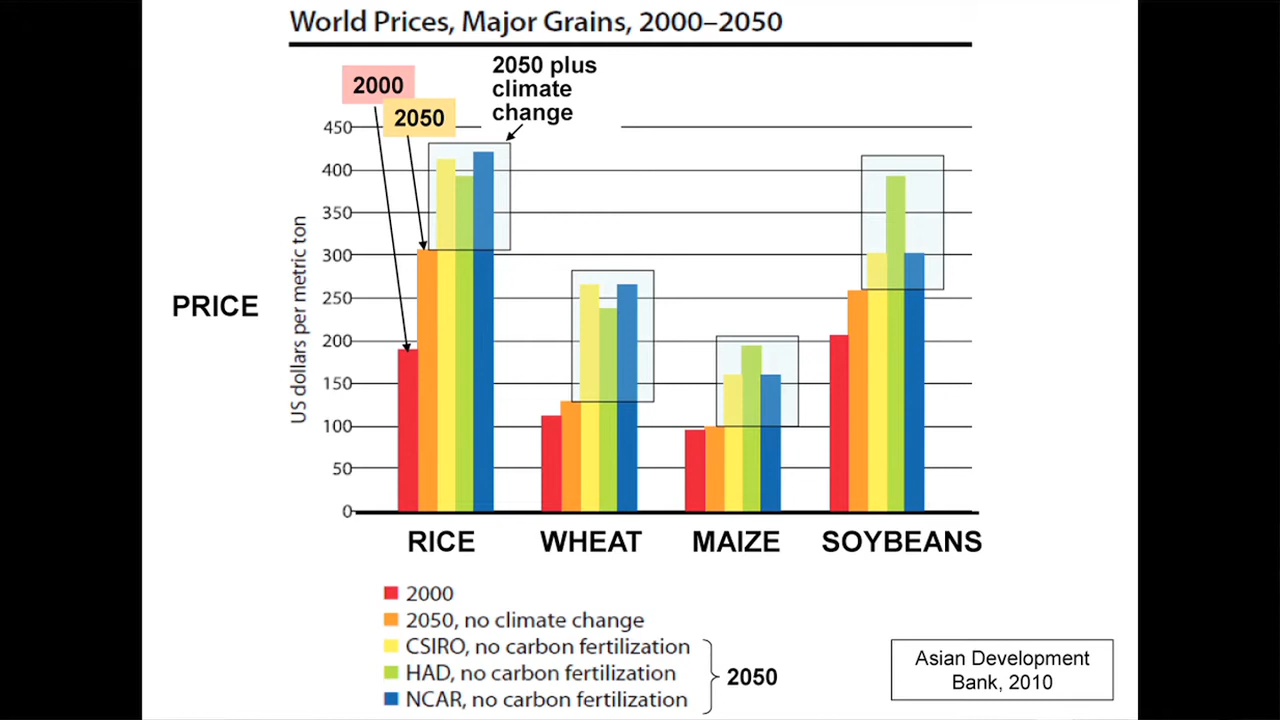 World Prices, Major Grains, 2000–2050
2000
2050
2050 plus
climate
change
PRICE
US dollars per metric ton
450
400
350
300
250
200
150
100
50
0
RICE
WHEAT
MAIZE
SOYBEANS
2000
2050, no climate change
CSIRO, no carbon fertilization
HAD, no carbon fertilization
NCAR, no carbon fertilization
2050
Asian Development
Bank, 2010